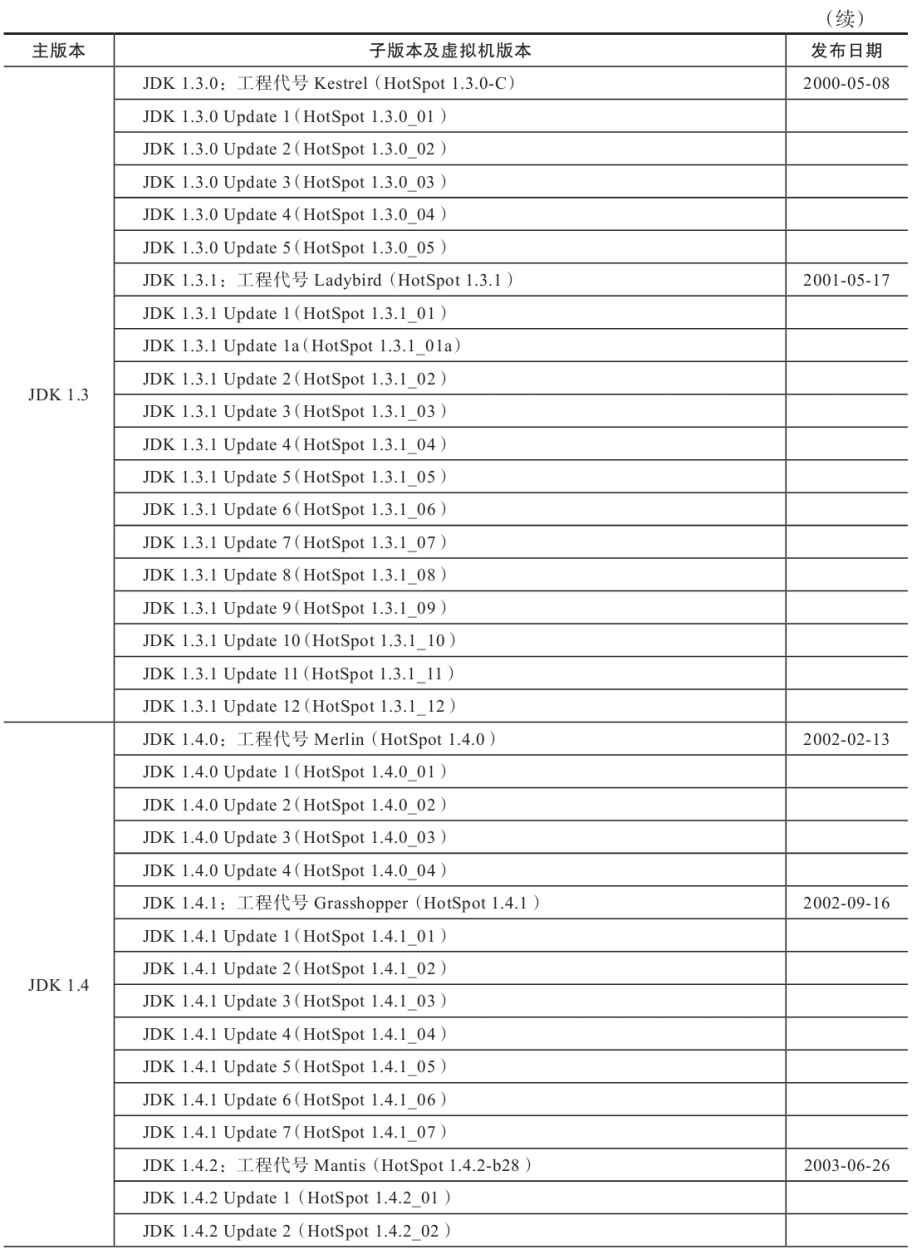 （续）
主版本 子版本及虚拟机版本 发布日期
JDK 1.3.0：工程代号 Kestrel（HotSpot 1.3.0-C） 2000-05-08
JDK 1.3.0 Update 1（HotSpot 1.3.0_01）
JDK 1.3.0 Update 2（HotSpot 1.3.0_02）
JDK 1.3.0 Update 3（HotSpot 1.3.0_03）
JDK 1.3.0 Update 4（HotSpot 1.3.0_04）
JDK 1.3.0 Update 5（HotSpot 1.3.0_05）
JDK 1.3.1：工程代号 Ladybird（HotSpot 1.3.1） 2001-05-17
JDK 1.3.1 Update 1（HotSpot 1.3.1_01）
JDK 1.3.1 Update 1a（HotSpot 1.3.1_01a）
JDK 1.3.1 Update 2（HotSpot 1.3.1_02）
JDK 1.3
JDK 1.3.1 Update 3（HotSpot 1.3.1_03）
JDK 1.3.1 Update 4（HotSpot 1.3.1_04）
JDK 1.3.1 Update 5（HotSpot 1.3.1_05）
JDK 1.3.1 Update 6（HotSpot 1.3.1_06）
JDK 1.3.1 Update 7（HotSpot 1.3.1_07）
JDK 1.3.1 Update 8（HotSpot 1.3.1_08）
JDK 1.3.1 Update 9（HotSpot 1.3.1_09）
JDK 1.3.1 Update 10（HotSpot 1.3.1_10）
JDK 1.3.1 Update 11（HotSpot 1.3.1_11）
JDK 1.3.1 Update 12（HotSpot 1.3.1_12）
JDK 1.4.0：工程代号 Merlin（HotSpot 1.4.0） 2002-02-13
JDK 1.4.0 Update 1（HotSpot 1.4.0_01）
JDK 1.4.0 Update 2（HotSpot 1.4.0_02）
JDK 1.4.0 Update 3（HotSpot 1.4.0_03）
JDK 1.4.0 Update 4（HotSpot 1.4.0_04）
JDK 1.4.1：工程代号 Grasshopper（HotSpot 1.4.1） 2002-09-16
JDK 1.4.1 Update 1（HotSpot 1.4.1_01）
JDK 1.4.1 Update 2（HotSpot 1.4.1_02）
JDK 1.4
JDK 1.4.1 Update 3（HotSpot 1.4.1_03）
JDK 1.4.1 Update 4（HotSpot 1.4.1_04）
JDK 1.4.1 Update 5（HotSpot 1.4.1_05）
JDK 1.4.1 Update 6（HotSpot 1.4.1_06）
JDK 1.4.1 Update 7（HotSpot 1.4.1_07）
JDK 1.4.2：工程代号 Mantis（HotSpot 1.4.2-b28） 2003-06-26
JDK 1.4.2 Update 1（HotSpot 1.4.2_01）
JDK 1.4.2 Update 2（HotSpot 1.4.2_02）